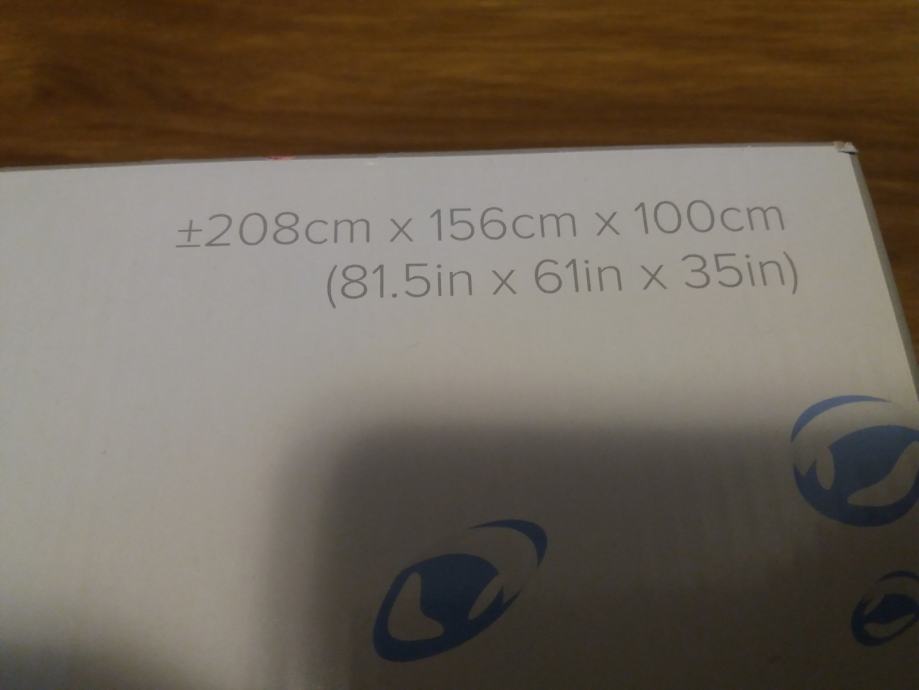 ±208cm x 156cm x 100cm
(81.5in x 61in x 35in)